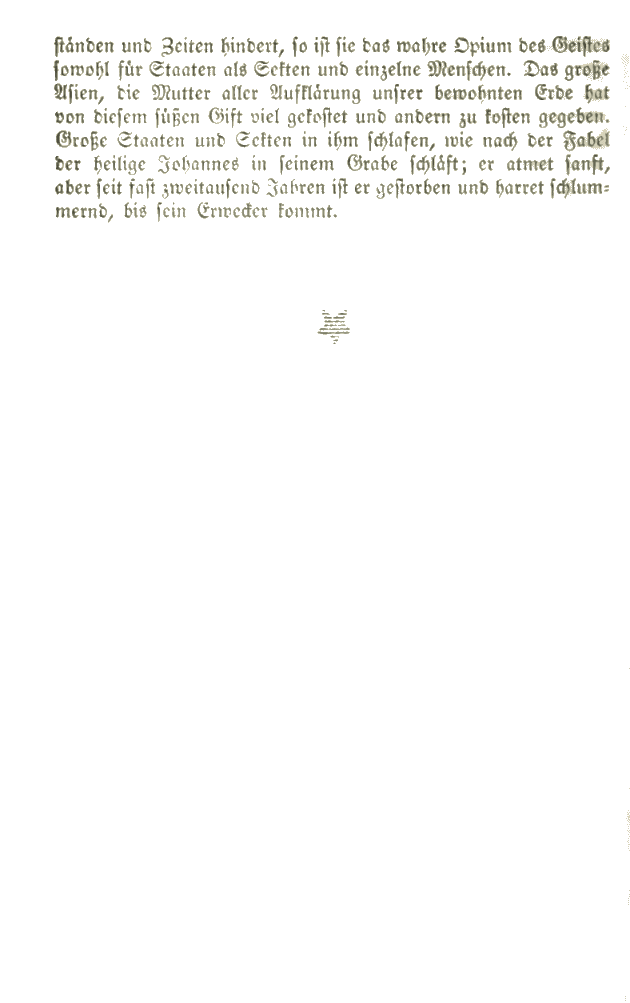 ständen und Zeiten hindert, so ist sie das wahre Opium des Geistes
sowohl für Staaten als Sekten und einzelne Menschen. Das große
Asien, die Mutter aller Aufklärung unsrer bewohnten Erde hat
von diesem süßen Gift viel gekostet und andern zu kosten gegeben.
Große Staaten und Sekten in ihm schlafen, wie nach der Fabel
der heilige Johannes in seinem Grabe schläft; er atmet sanft,
aber seit fast zweitausend Jahren ist er gestorben und harret schlum-
mernd, bis sein Erwecker kommt.